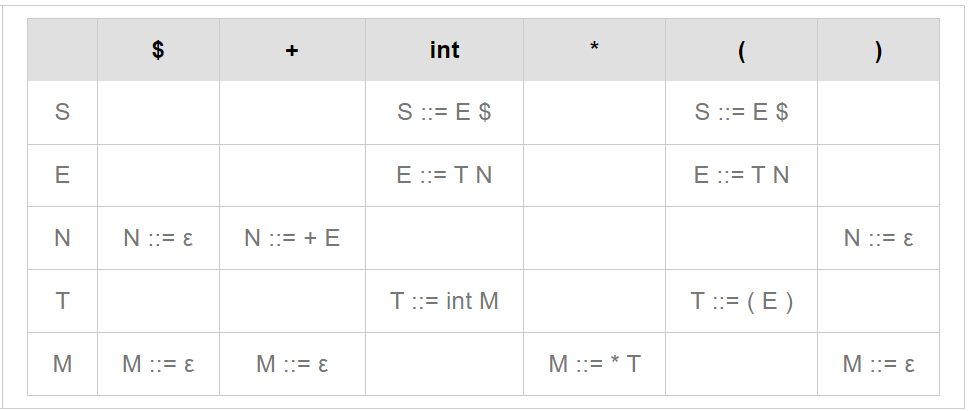 $ + int * ( )
S S ::= E $ S ::= E $
E E ::= T N E ::= T N
N N ::= ε N ::= + E N ::= ε
T T ::= int M T ::= ( E )
M M ::= ε M ::= ε M ::= * T M ::= ε